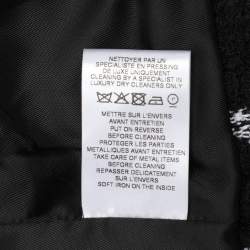 NETTOYER PAR UN
SPECIALISTE EN PRESSING
DE LUXE UNIQUEMENT
CLEANING BY A SPECIALIST IN
LUXURY DRY CLEANERS ONLY
METTRE SUR L'ENVERS
AVANT ENTRETIEN
PUT ON REVERSE
BEFORE CLEANING
PROTEGER LES PARTIES
METALLIQUES AVANT ENTRETIEN
TAKE CARE OF METAL ITEMS
BEFORE CLEANING
REPASSER DELICATEMENT
SUR L'ENVERS
SOFT IRON ON THE INSIDE